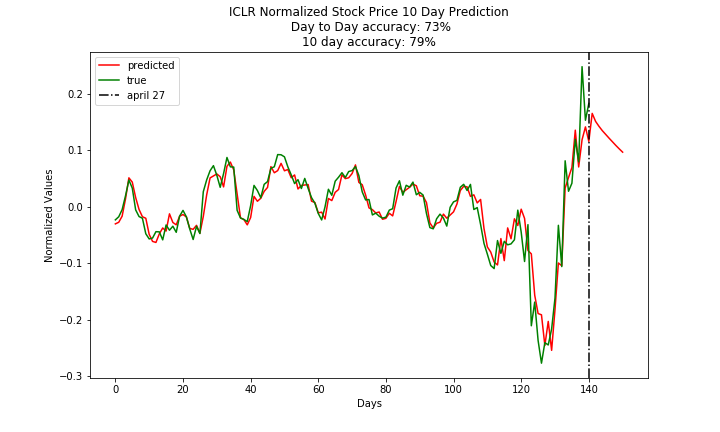 ICLR Normalized Stock Price 10 Day Prediction
Day to Day accuracy: 73%
10 day accuracy: 79%
predicted
true
april 27
Normalized Values
0.2
0.1
0.0
−0.1
−0.2
−0.3
0 20 40 60 80 100 120 140
Days